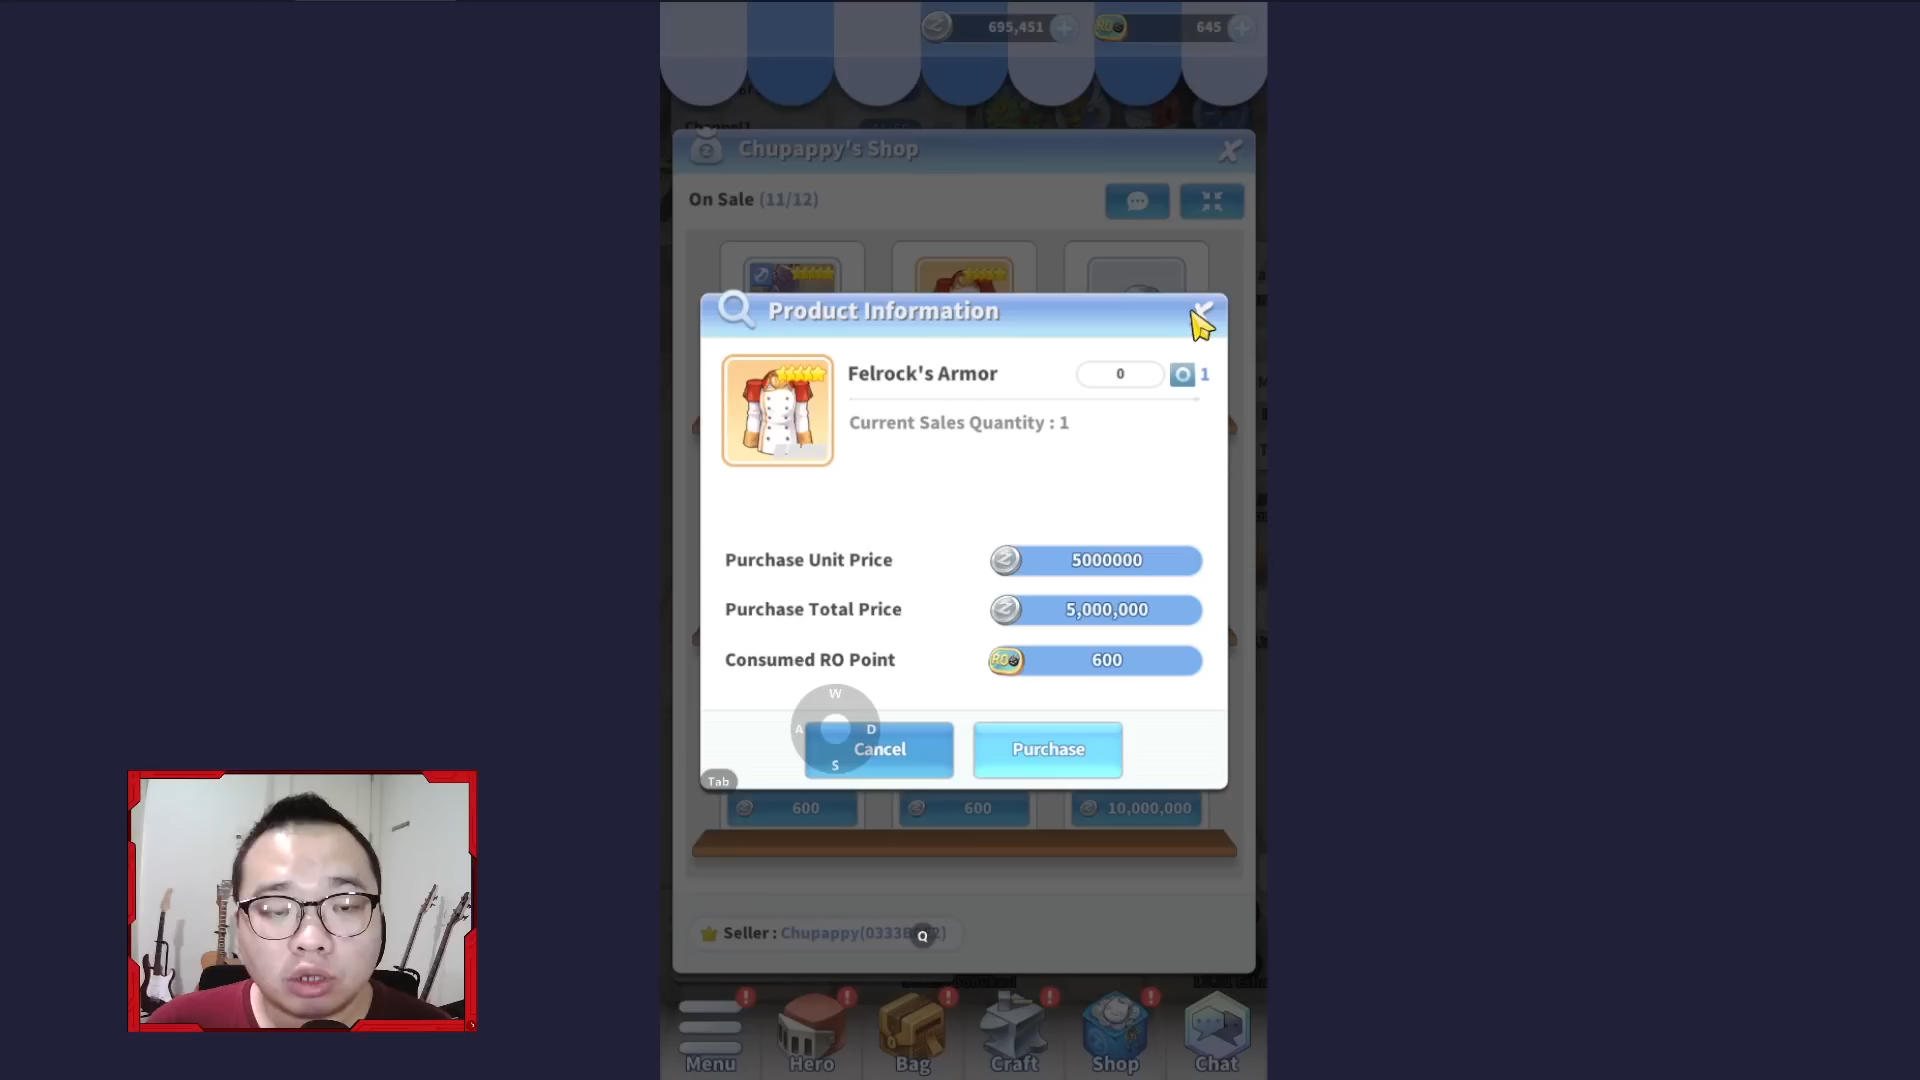 695,451
645
Channel1
Chupappy's Shop
On Sale (11/12)
Product Information
Felrock's Armor
0
1
Current Sales Quantity : 1
Purchase Unit Price
5000000
Purchase Total Price
5,000,000
Consumed RO Point
RO
600
W
A
D
S
Cancel
Purchase
Tab
600
600
10,000,000
Seller : Chupappy
Q
Menu
Hero
Bag
Craft
Shop
Chat